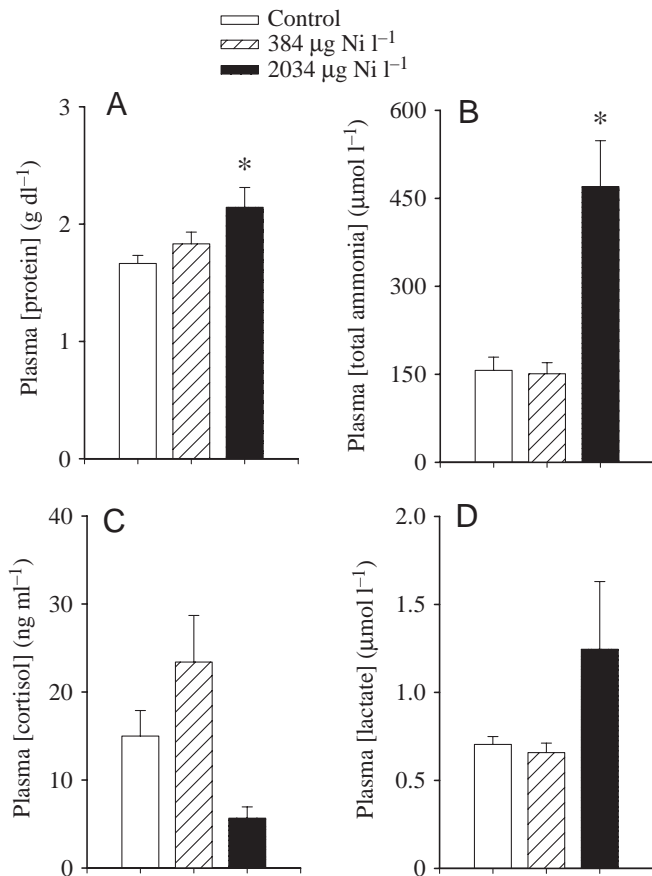 Control
384 µg Ni l⁻¹
2034 µg Ni l⁻¹
A
Plasma [protein] (g dl⁻¹)
3
2
1
0
*
B
Plasma [total ammonia] (µmol l⁻¹)
600
450
300
150
0
*
C
Plasma [cortisol] (ng ml⁻¹)
40
30
20
10
0
D
Plasma [lactate] (µmol l⁻¹)
2.0
1.5
1.0
0.5
0